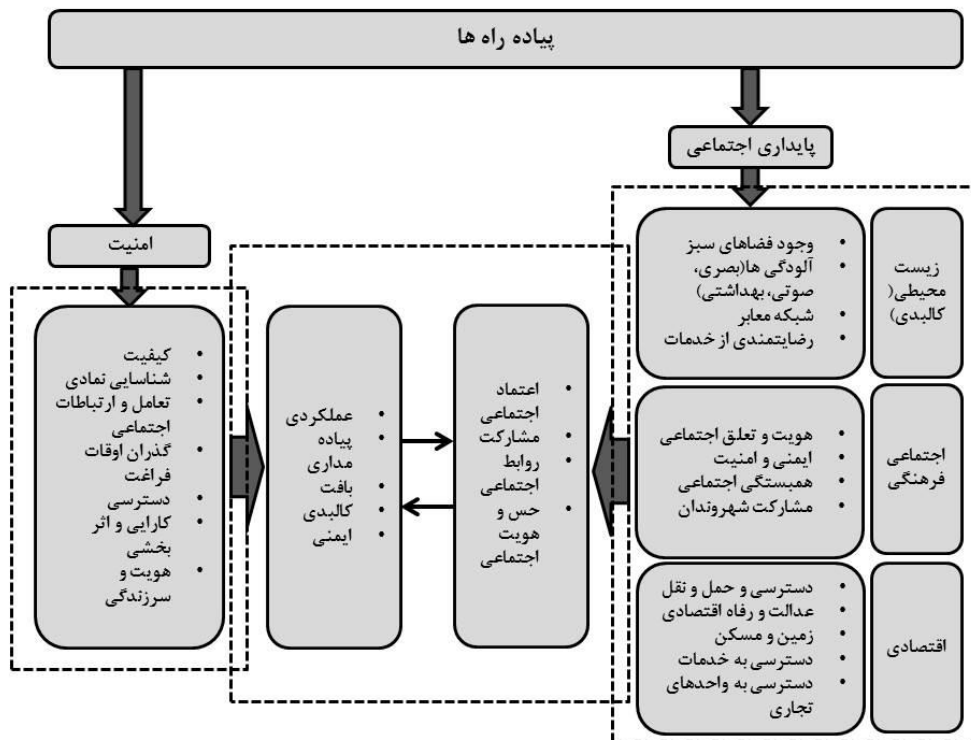 پیاده راه ها
پایداری اجتماعی
زیست
محیطی(
کالبدی)
• وجود فضاهای سبز
• آلودگی ها(بصری،
صوتی، بهداشتی)
• شبکه معابر
• رضایتمندی از خدمات
اجتماعی
فرهنگی
• هویت و تعلق اجتماعی
• ایمنی و امنیت
• همبستگی اجتماعی
• مشارکت شهروندان
اقتصادی
• دسترسی و حمل و نقل
• عدالت و رفاه اقتصادی
• زمین و مسکن
• دسترسی به خدمات
• دسترسی به واحدهای
تجاری
• اعتماد
اجتماعی
• مشارکت
• روابط
اجتماعی
• حس و
هویت
اجتماعی
• عملکردی
• پیاده
مداری
• بافت
• کالبدی
• ایمنی
امنیت
• کیفیت
• شناسایی نمادی
• تعامل و ارتباطات
اجتماعی
• گذران اوقات
فراغت
• دسترسی
• کارایی و اثر
بخشی
• هویت و
سرزندگی